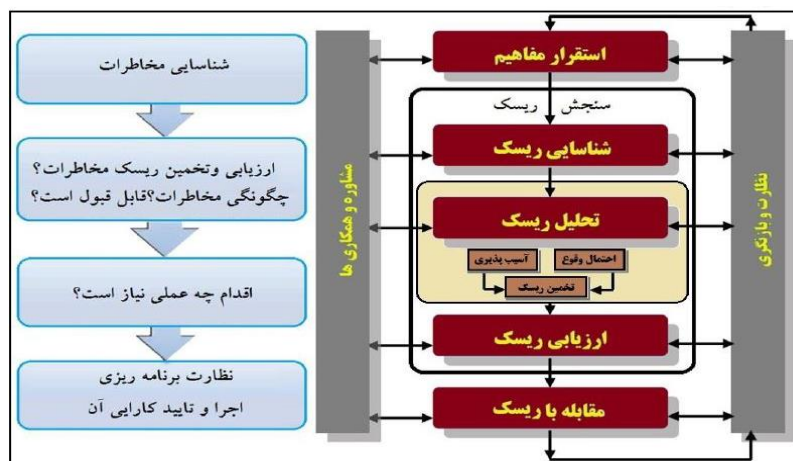 استقرار مفاهیم
سنجش ریسک
شناسایی ریسک
تحلیل ریسک
احتمال وقوع
آسیب پذیری
تخمین ریسک
ارزیابی ریسک
مقابله با ریسک
نظارت و بازنگری
مشاوره و همکاری ها
شناسایی مخاطرات
ارزیابی وتخمین ریسک مخاطرات؟
چگونگی مخاطرات؟قابل قبول است؟
اقدام چه عملی نیاز است؟
نظارت برنامه ریزی
اجرا و تایید کارایی آن